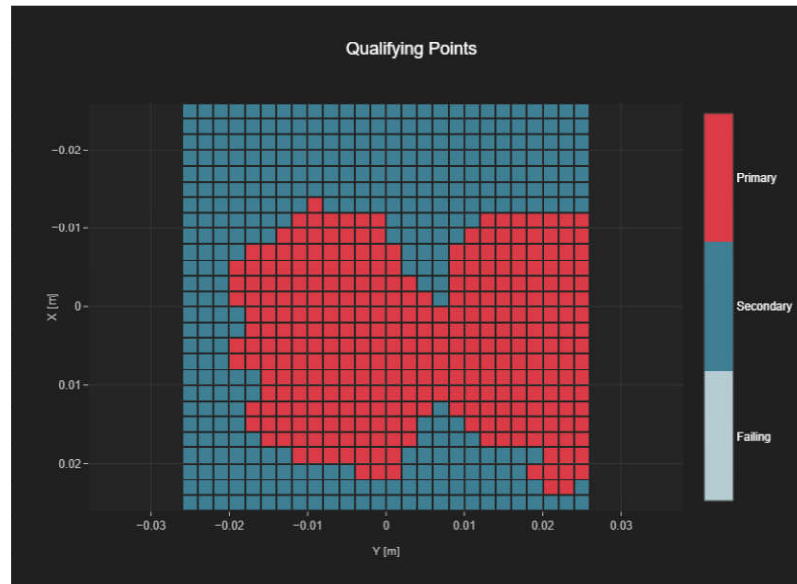 Qualifying Points
−0.02
−0.01
0
0.01
0.02
X [m]
−0.03
−0.02
−0.01
0
0.01
0.02
0.03
Y [m]
Primary
Secondary
Failing